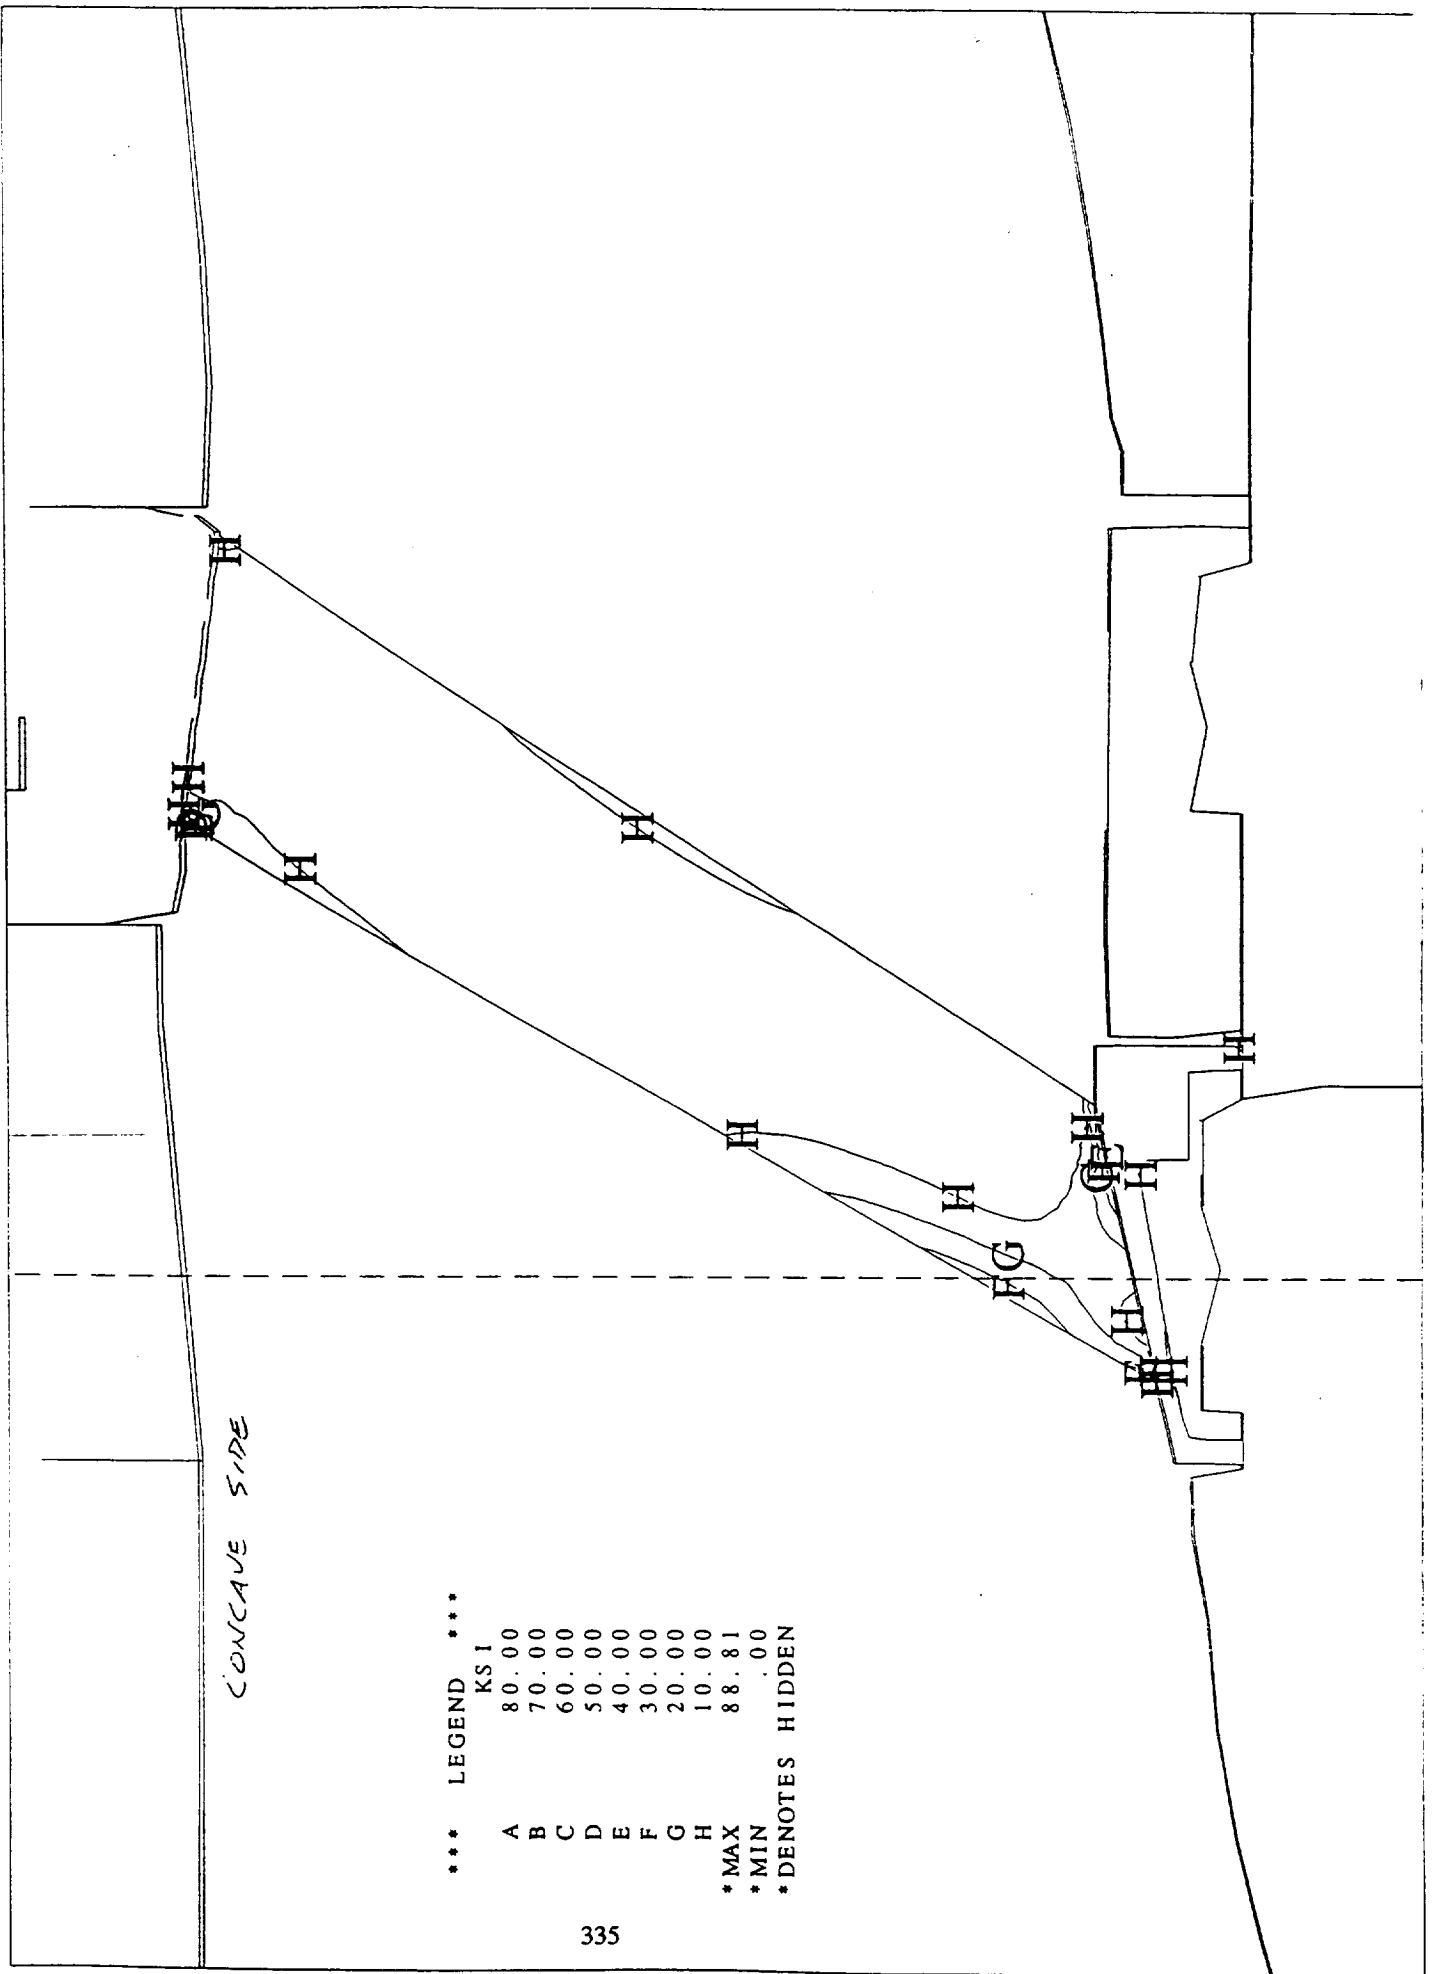 CONCAVE SIDE
*** LEGEND ***
KSI
A 80.00
B 70.00
C 60.00
D 50.00
E 40.00
F 30.00
G 20.00
H 10.00
*MAX 88.81
*MIN .00
*DENOTES HIDDEN
H
H
H
H
H
H
H
G
H
H
H
H
H
335